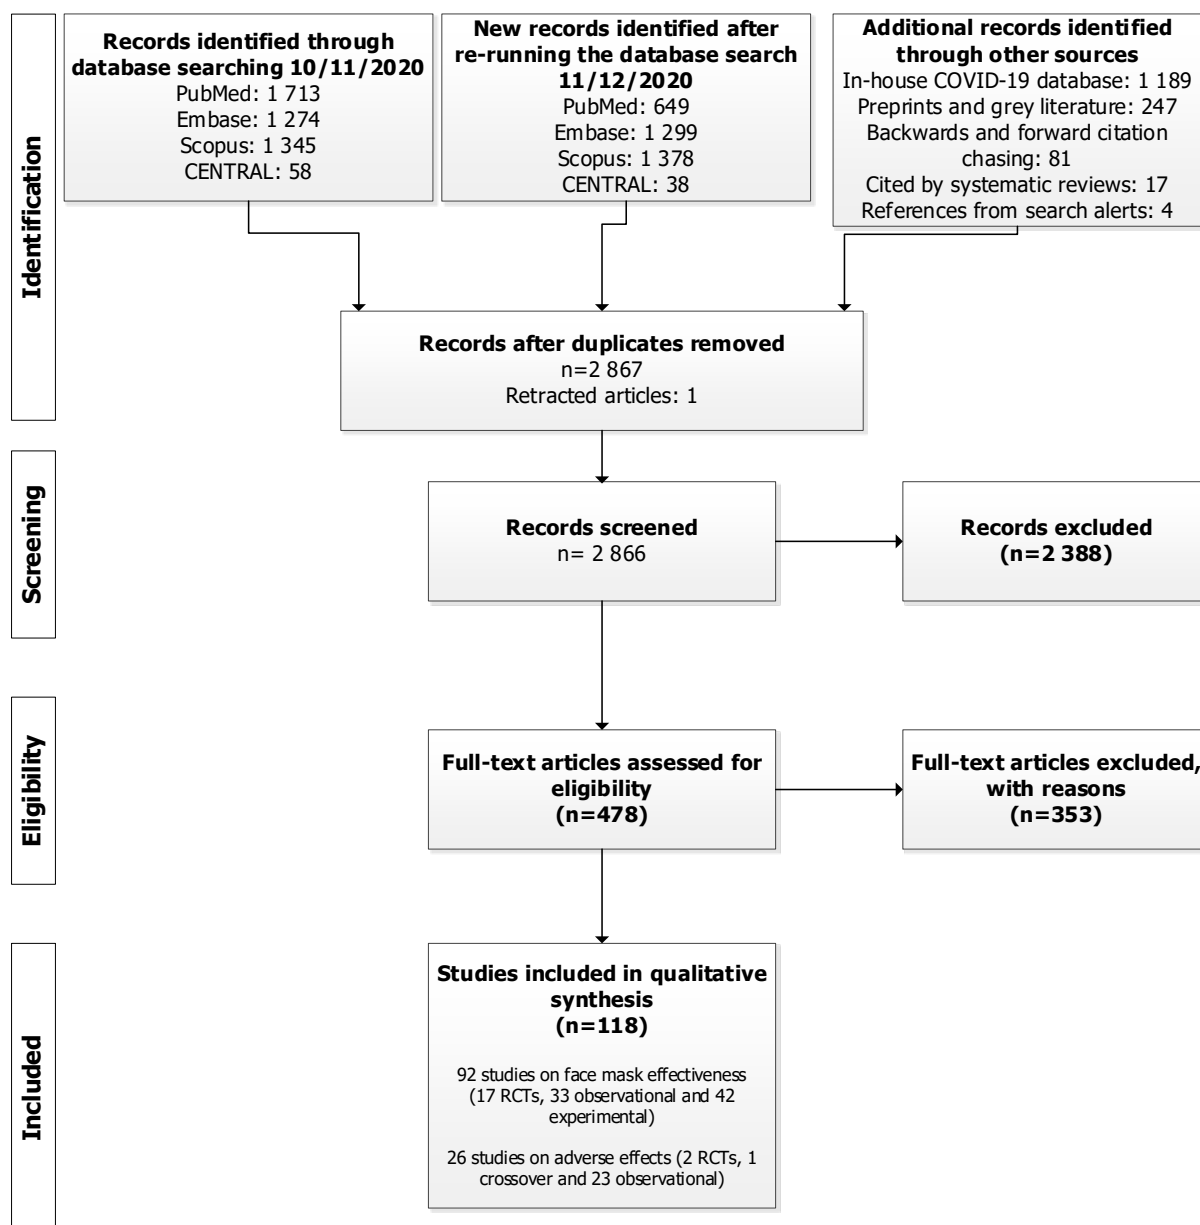 Identification
Records identified through
database searching 10/11/2020
PubMed: 1 713
Embase: 1 274
Scopus: 1 345
CENTRAL: 58
New records identified after
re-running the database search
11/12/2020
PubMed: 649
Embase: 1 299
Scopus: 1 378
CENTRAL: 38
Additional records identified
through other sources
In-house COVID-19 database: 1 189
Preprints and grey literature: 247
Backwards and forward citation
chasing: 81
Cited by systematic reviews: 17
References from search alerts: 4
Records after duplicates removed
n=2 867
Retracted articles: 1
Screening
Records screened
n= 2 866
Records excluded
(n=2 388)
Eligibility
Full-text articles assessed for
eligibility
(n=478)
Full-text articles excluded,
with reasons
(n=353)
Included
Studies included in qualitative
synthesis
(n=118)
92 studies on face mask effectiveness
(17 RCTs, 33 observational and 42
experimental)
26 studies on adverse effects (2 RCTs, 1
crossover and 23 observational)